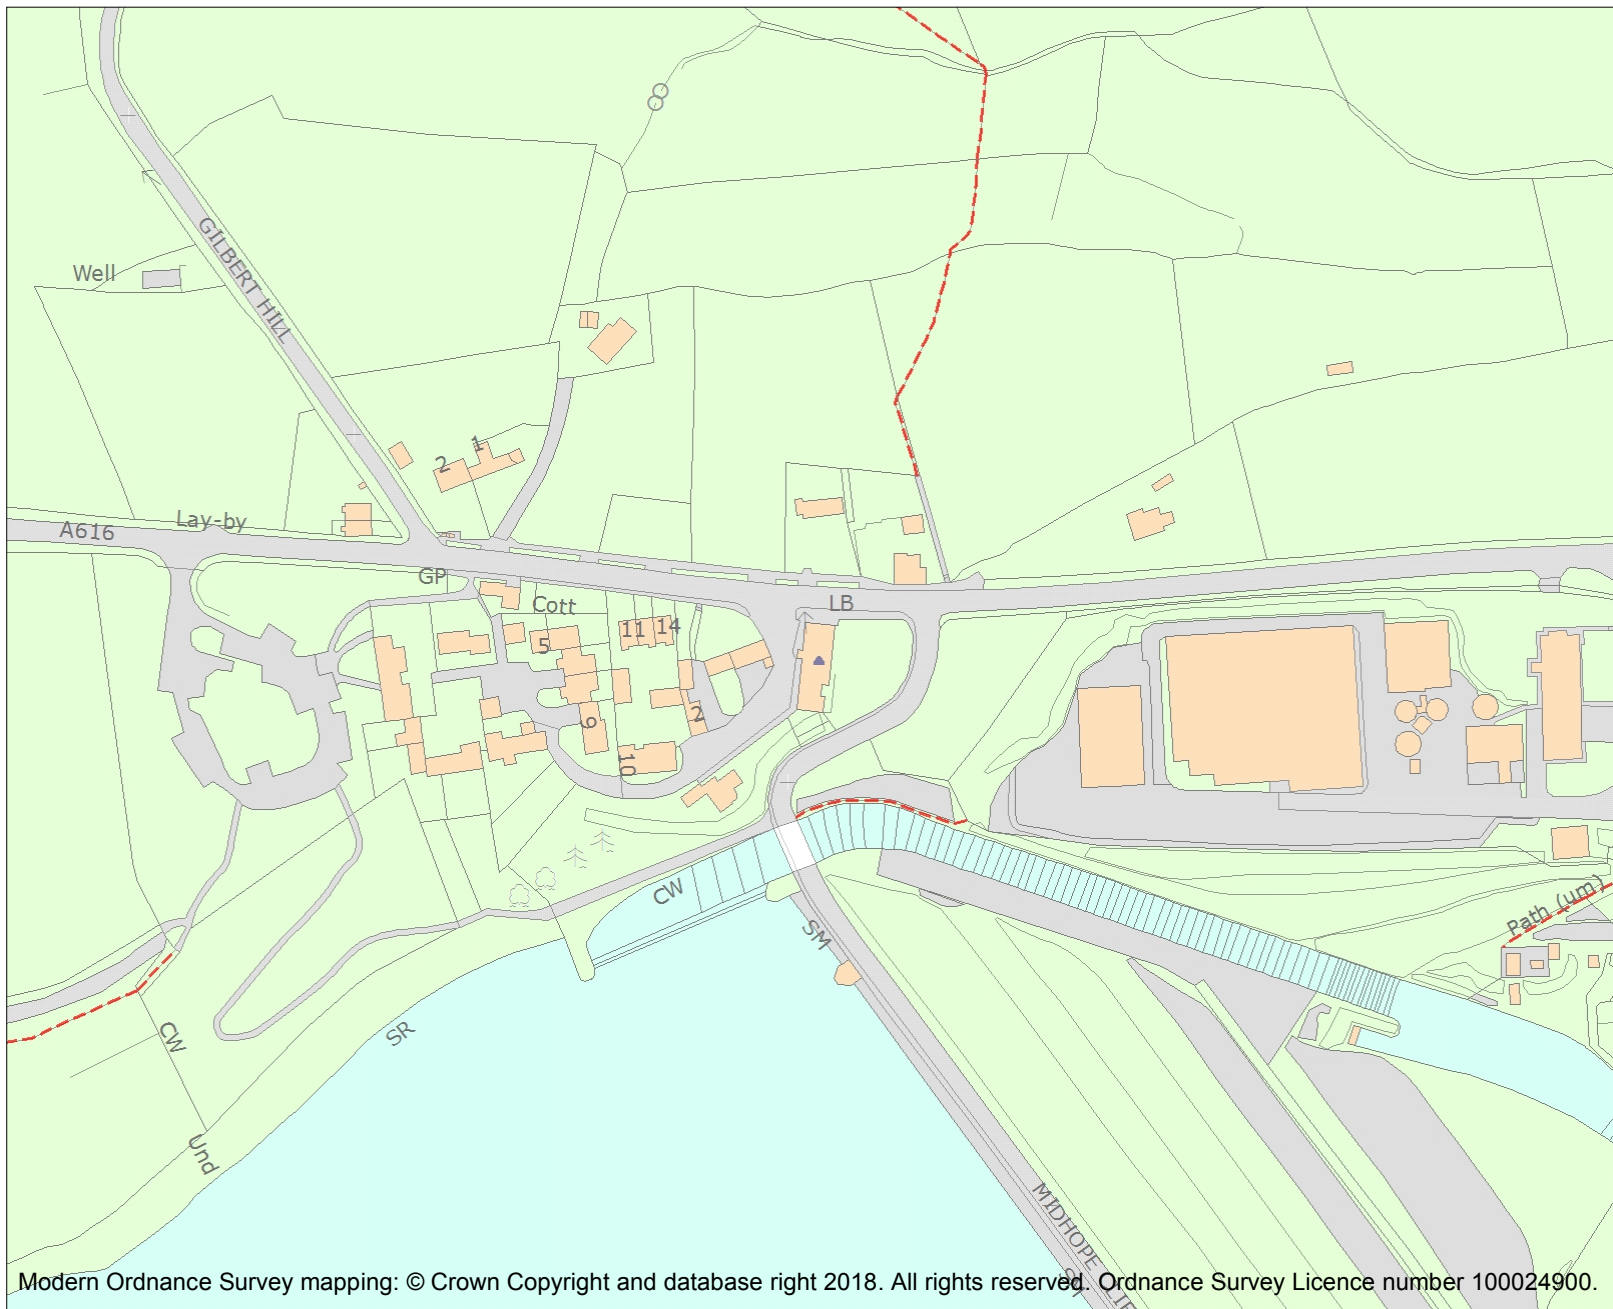 GILBERT HILL
Well
1
2
Lay-by
A616
GP
Cott
LB
11
14
5
2
9
10
CW
SM
Path (um)
CW
SR
Und
MIDHOPE
Modern Ordnance Survey mapping: © Crown Copyright and database right 2018. All rights reserved. Ordnance Survey Licence number 100024900.